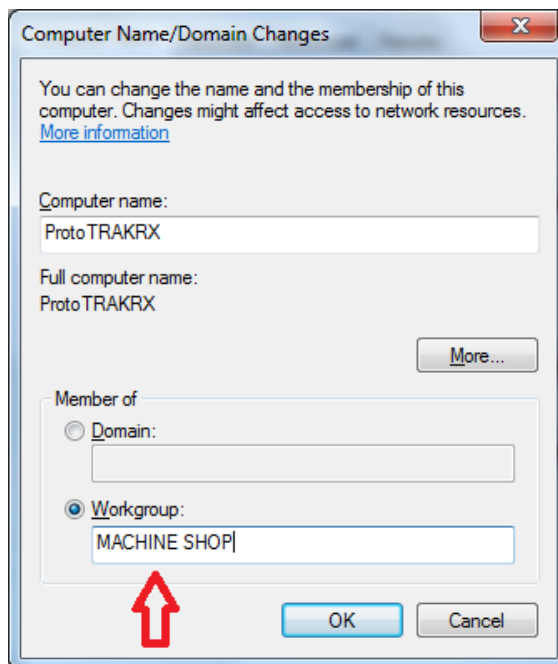 Computer Name/Domain Changes
You can change the name and the membership of this
computer. Changes might affect access to network resources.
More information
Computer name:
ProtoTRAKRX
Full computer name:
ProtoTRAKRX
More...
Member of
Domain:
Workgroup:
MACHINE SHOP
OK
Cancel